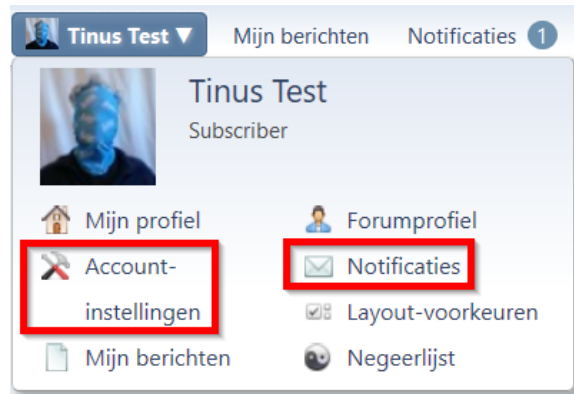 Tinus Test ▼ Mijn berichten Notificaties 1
Tinus Test
Subscriber
Mijn profiel Forumprofiel
Account- Notificaties
instellingen Layout-voorkeuren
Mijn berichten Negeerlijst